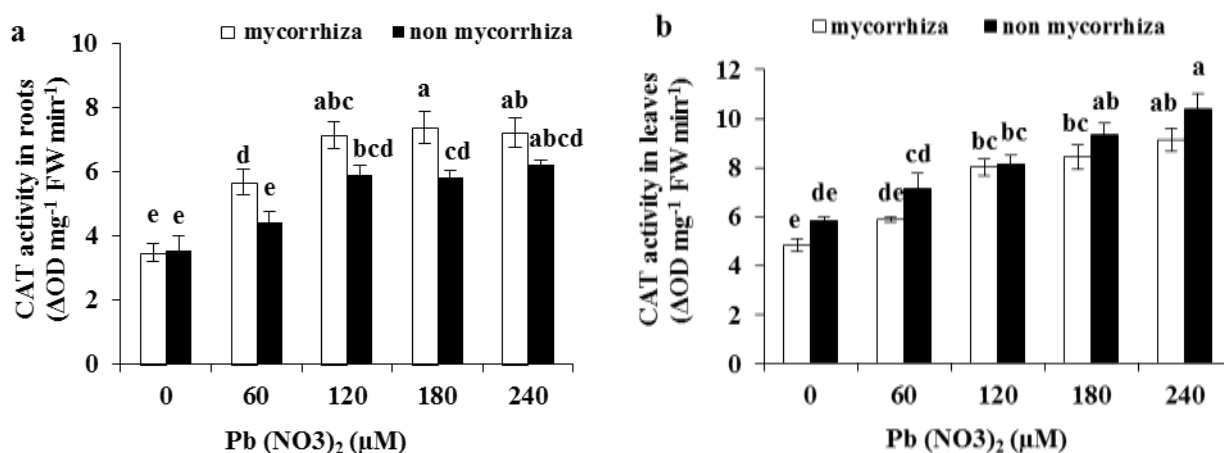 a
mycorrhiza non mycorrhiza
CAT activity in roots
(ΔOD mg⁻¹ FW min⁻¹)
10
8
6
4
2
0
e e d e abc bcd a cd ab abcd
0 60 120 180 240
Pb (NO3)₂ (µM)
b
mycorrhiza non mycorrhiza
CAT activity in leaves
(ΔOD mg⁻¹ FW min⁻¹)
12
10
8
6
4
2
0
e de de cd bc bc bc ab ab a
0 60 120 180 240
Pb (NO3)₂ (µM)